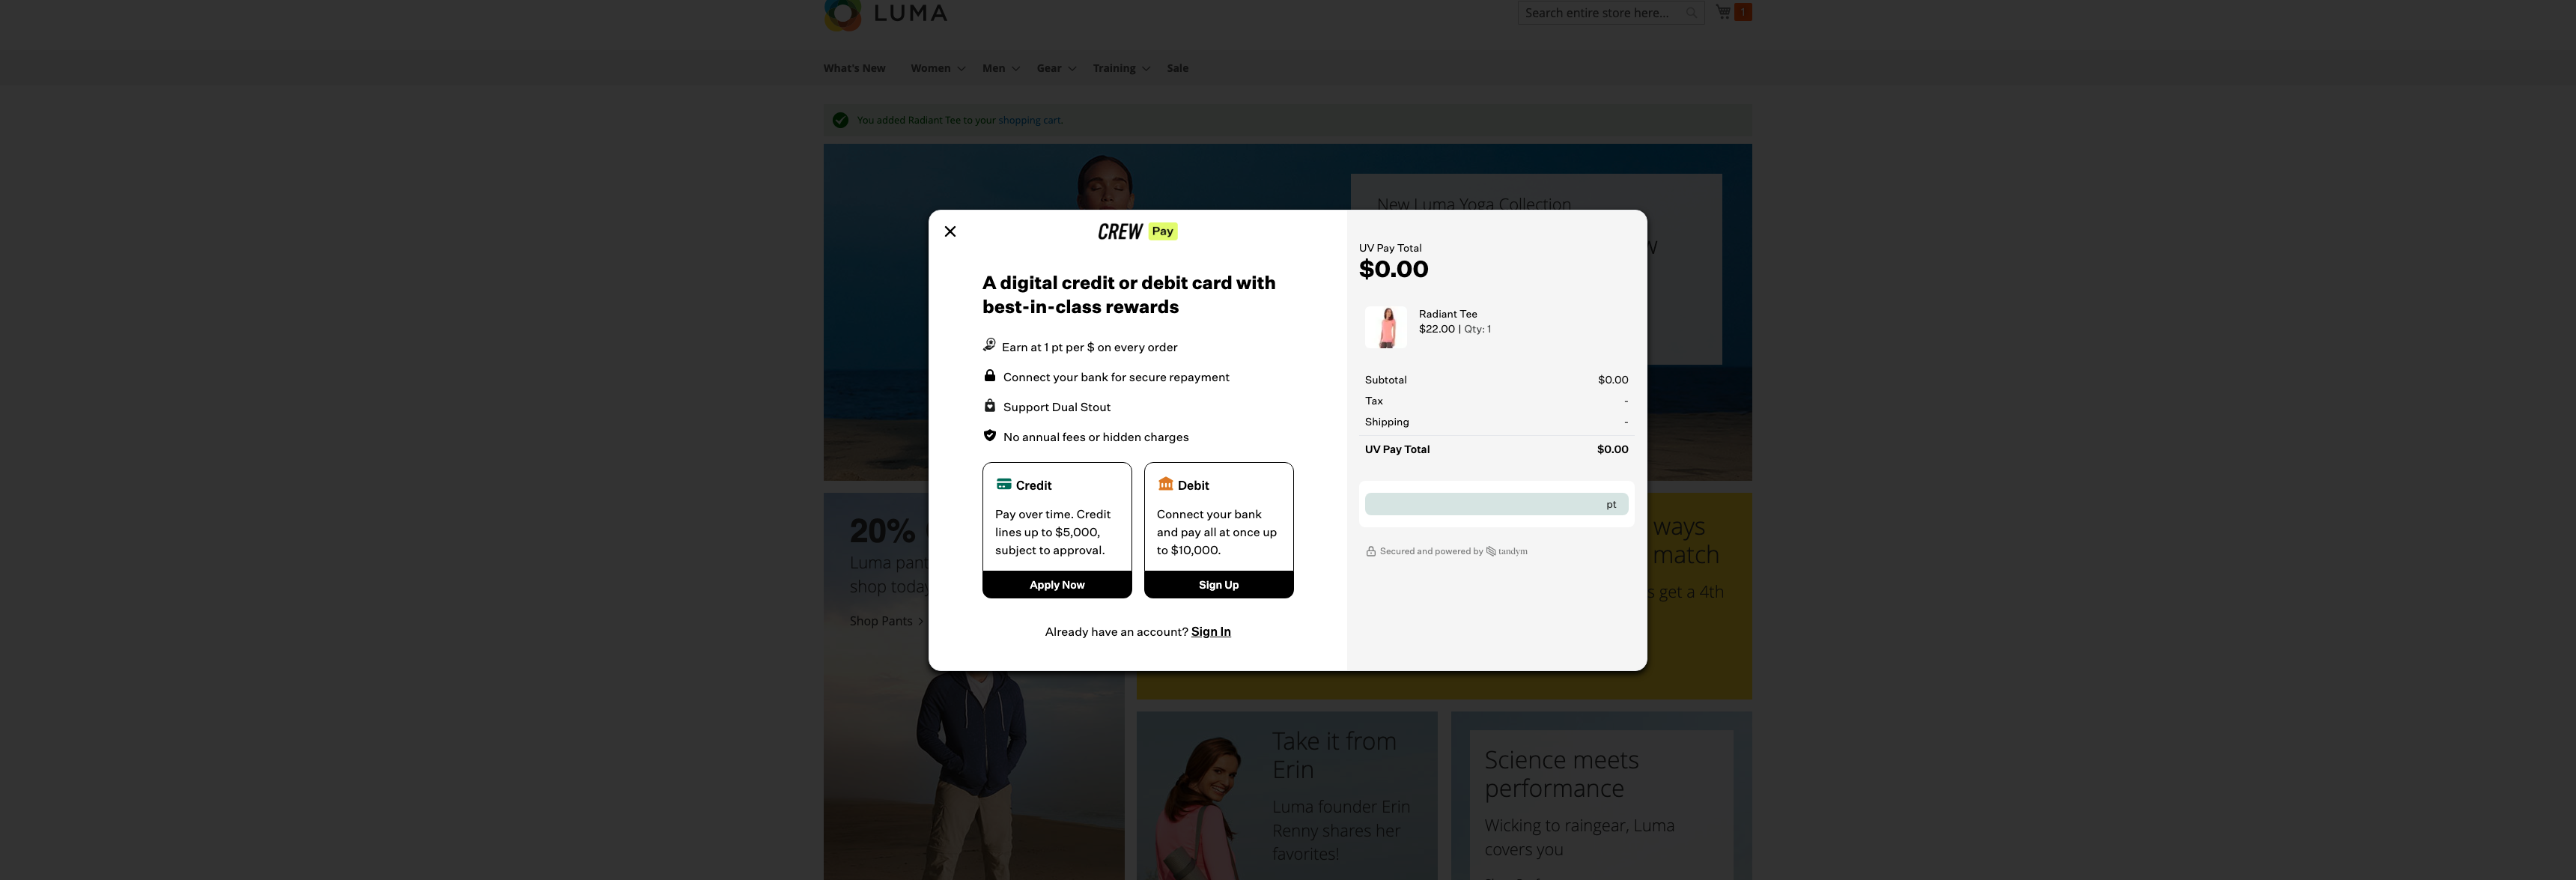 LUMA
Search entire store here...
1
What's New
Women
Men
Gear
Training
Sale
You added Radiant Tee to your shopping cart.
New Luma Yoga Collection
CREW Pay
A digital credit or debit card with
best-in-class rewards
Earn at 1 pt per $ on every order
Connect your bank for secure repayment
Support Dual Stout
No annual fees or hidden charges
Credit
Pay over time. Credit
lines up to $5,000,
subject to approval.
Apply Now
Debit
Connect your bank
and pay all at once up
to $10,000.
Sign Up
Already have an account? Sign In
UV Pay Total
$0.00
Radiant Tee
$22.00 | Qty: 1
Subtotal $0.00
Tax -
Shipping -
UV Pay Total $0.00
pt
Secured and powered by tandym
20%
Luma pant
shop today
Shop Pants
ways
match
get a 4th
Take it from
Erin
Luma founder Erin
Renny shares her
favorites!
Science meets
performance
Wicking to raingear, Luma
covers you